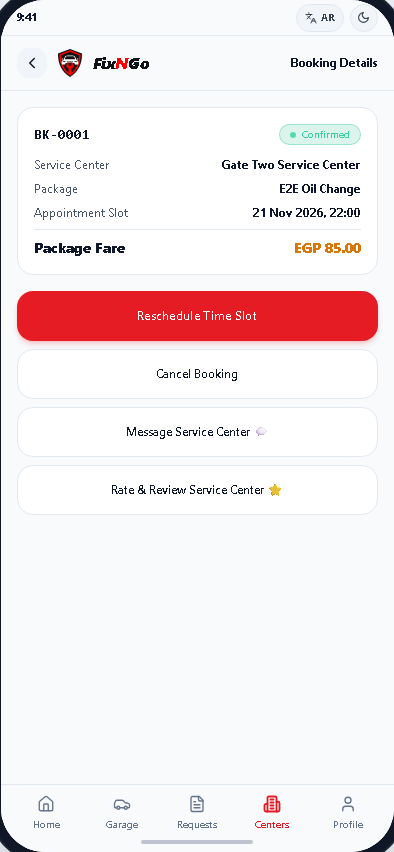 9:41
AR
FixNGo
Booking Details
BK-0001
Confirmed
Service Center
Gate Two Service Center
Package
E2E Oil Change
Appointment Slot
21 Nov 2026, 22:00
Package Fare
EGP 85.00
Reschedule Time Slot
Cancel Booking
Message Service Center 💬
Rate & Review Service Center ⭐
Home
Garage
Requests
Centers
Profile